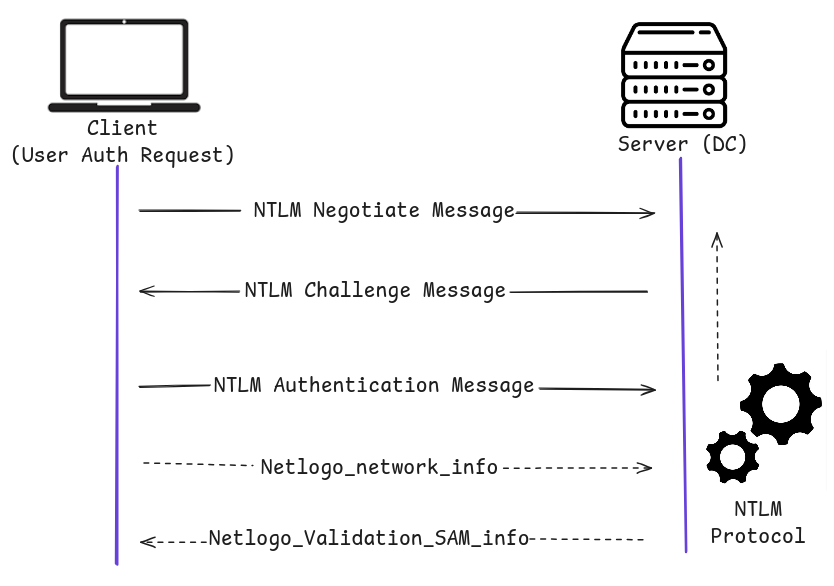 Client
(User Auth Request)
Server (DC)
NTLM Negotiate Message
NTLM Challenge Message
NTLM Authentication Message
Netlogo_network_info
Netlogo_Validation_SAM_info
NTLM
Protocol